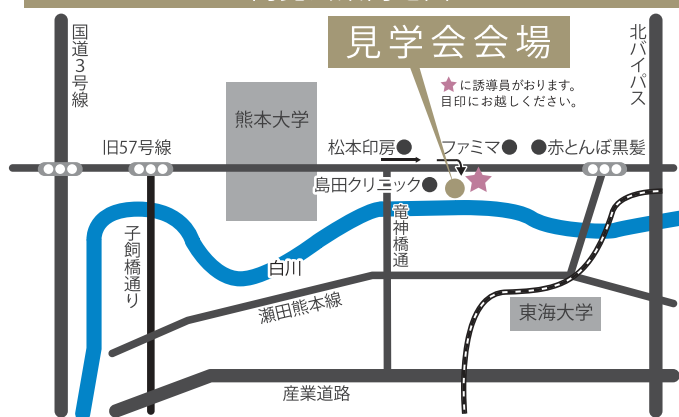 見学会会場
★に誘導員がおります。
目印にお越しください。
国道3号線
北バイパス
旧57号線
熊本大学
松本印房●
ファミマ●
●赤とんぼ黒髪
島田クリニック●
竜神橋通
子飼橋通り
白川
瀬田熊本線
東海大学
産業道路